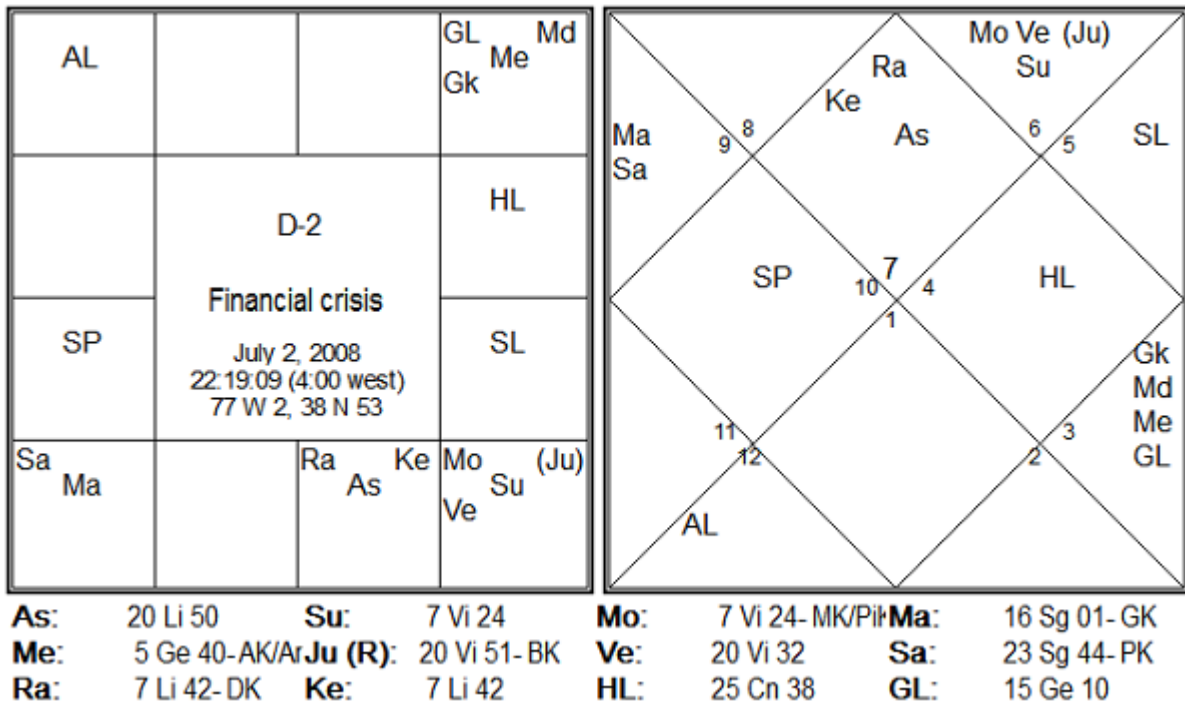 AL
GL Md
Me
Gk
HL
D-2
Financial crisis
July 2, 2008
22:19:09 (4:00 west)
77 W 2, 38 N 53
SP
SL
Sa
Ma
Ra Ke
As
Mo (Ju)
Su
Ve
Mo Ve (Ju)
Su
Ra
Ke
As
Ma
Sa
9
8
6
5
SL
SP
10
7
4
1
HL
Gk
Md
Me
GL
11
12
3
2
AL
As: 20 Li 50 Su: 7 Vi 24 Mo: 7 Vi 24- MK/Pi Ma: 16 Sg 01- GK
Me: 5 Ge 40- AK/A Ju (R): 20 Vi 51- BK Ve: 20 Vi 32 Sa: 23 Sg 44- PK
Ra: 7 Li 42- DK Ke: 7 Li 42 HL: 25 Cn 38 GL: 15 Ge 10